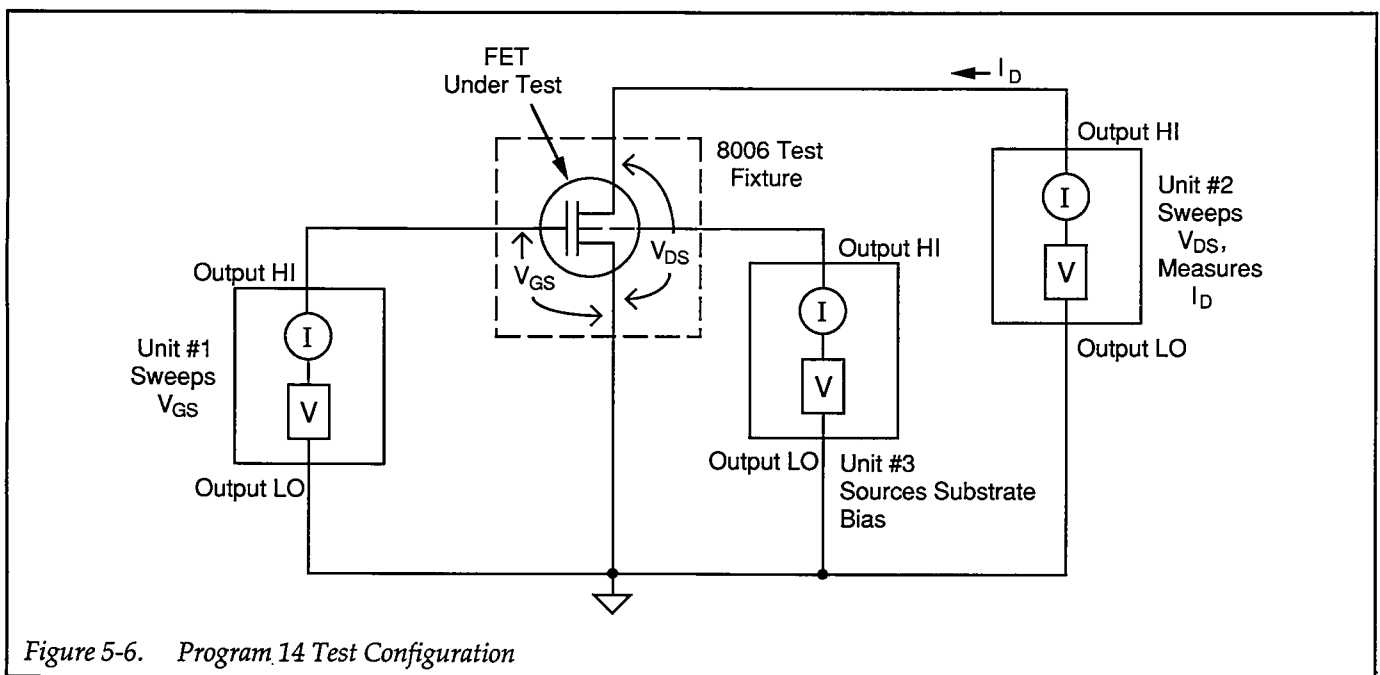 FET
Under Test
I_D
8006 Test
Fixture
Output HI
I
V
Unit #2
Sweeps
V_DS,
Measures
I_D
Output LO
V_GS
V_DS
Output HI
I
V
Unit #1
Sweeps
V_GS
Output LO
Output HI
I
V
Output LO
Unit #3
Sources Substrate
Bias
Figure 5-6. Program 14 Test Configuration